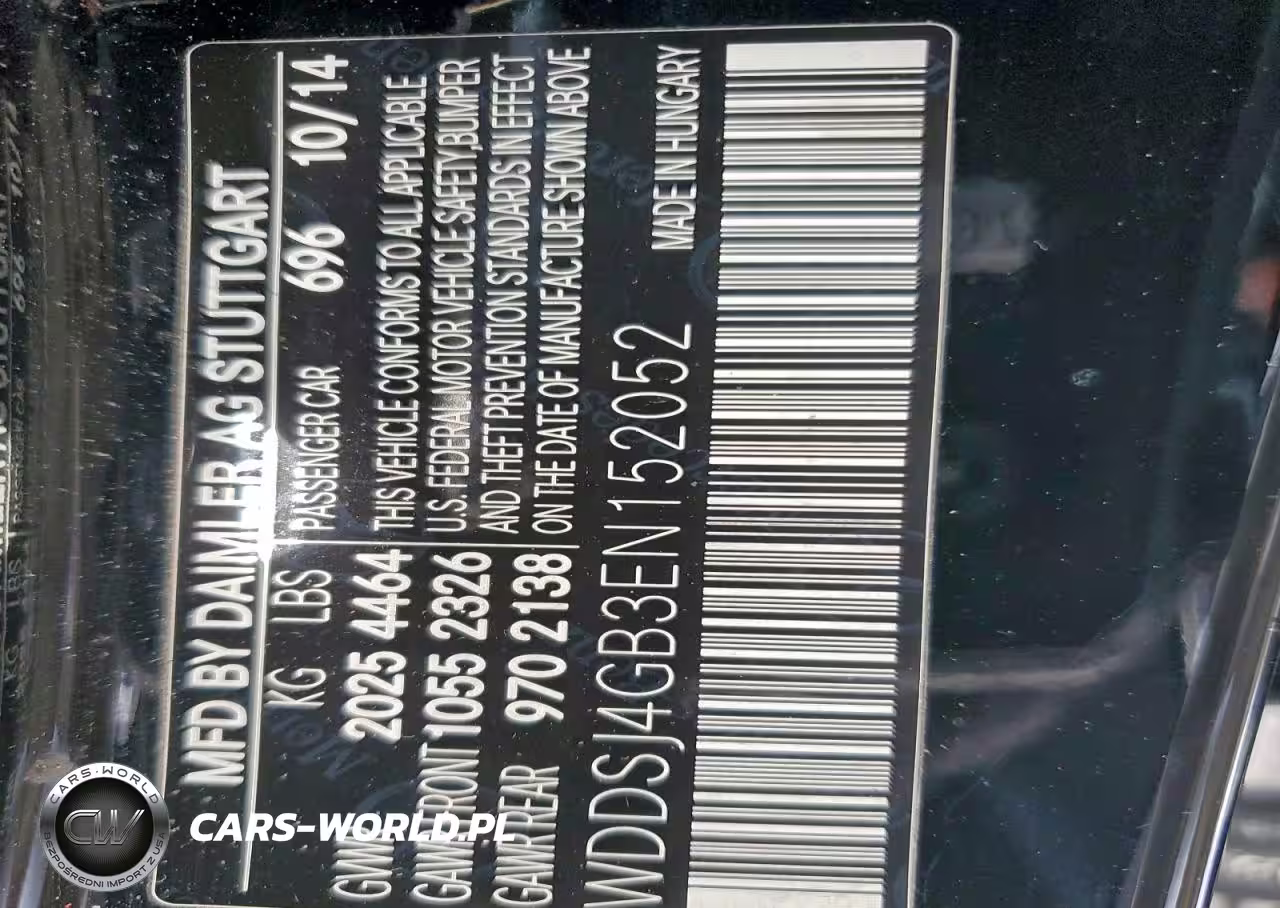 MFD BY DAIMLER AG STUTTGART
KG LBS PASSENGER CAR 696 10/14
GVWR 2025 4464 THIS VEHICLE CONFORMS TO ALL APPLICABLE
GAWR FRONT 1055 2326 U.S. FEDERAL MOTOR VEHICLE SAFETY,BUMPER
GAWR REAR 970 2138 AND THEFT PREVENTION STANDARDS IN EFFECT
ON THE DATE OF MANUFACTURE SHOWN ABOVE
WDDSJ4GB3EN152052 MADE IN HUNGARY
CARS-WORLD
CW
BEZPOŚREDNI IMPORT Z USA
CARS-WORLD.PL